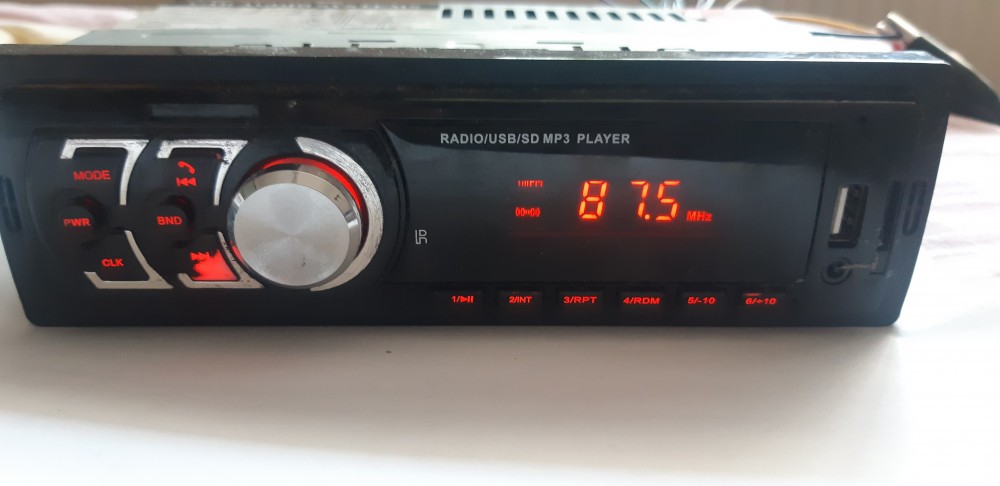 RADIO/USB/SD MP3 PLAYER
MODE
PWR
BND
CLK
87.5
MHz
1/⏯
2/INT
3/RPT
4/RDM
5/-10
6/+10